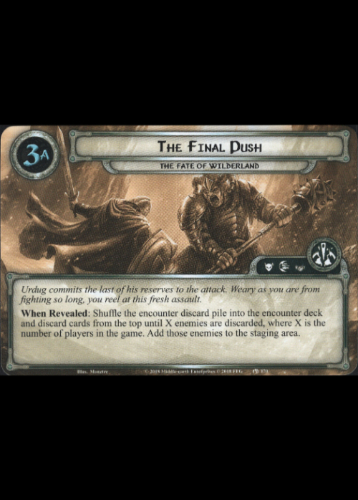 3A
The Final Push
The Fate of Wilderland
Urdug commits the last of his reserves to the attack. Weary as you are from
fighting so long, you reel at this fresh assault.
When Revealed: Shuffle the encounter discard pile into the encounter deck
and discard cards from the top until X enemies are discarded, where X is the
number of players in the game. Add those enemies to the staging area.
Illus.